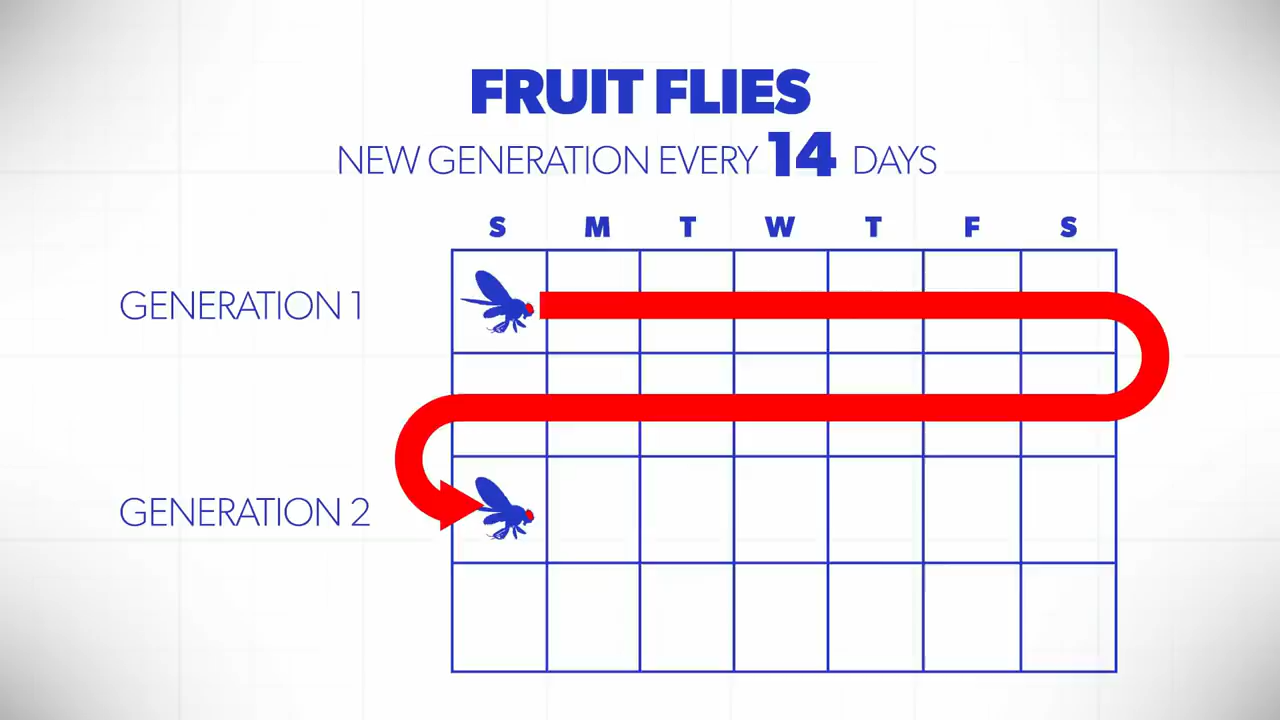 FRUIT FLIES
NEW GENERATION EVERY 14 DAYS
S M T W T F S
GENERATION 1
GENERATION 2